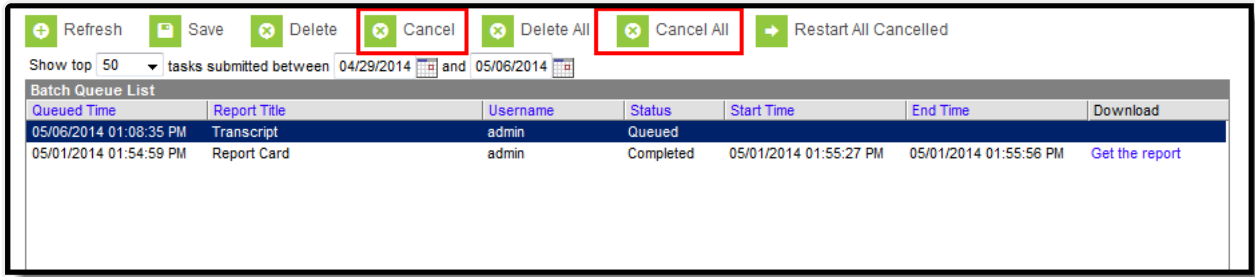 Refresh Save Delete Cancel Delete All Cancel All Restart All Cancelled
Show top 50 tasks submitted between 04/29/2014 and 05/06/2014
Batch Queue List
Queued Time Report Title Username Status Start Time End Time Download
05/06/2014 01:08:35 PM Transcript admin Queued
05/01/2014 01:54:59 PM Report Card admin Completed 05/01/2014 01:55:27 PM 05/01/2014 01:55:56 PM Get the report